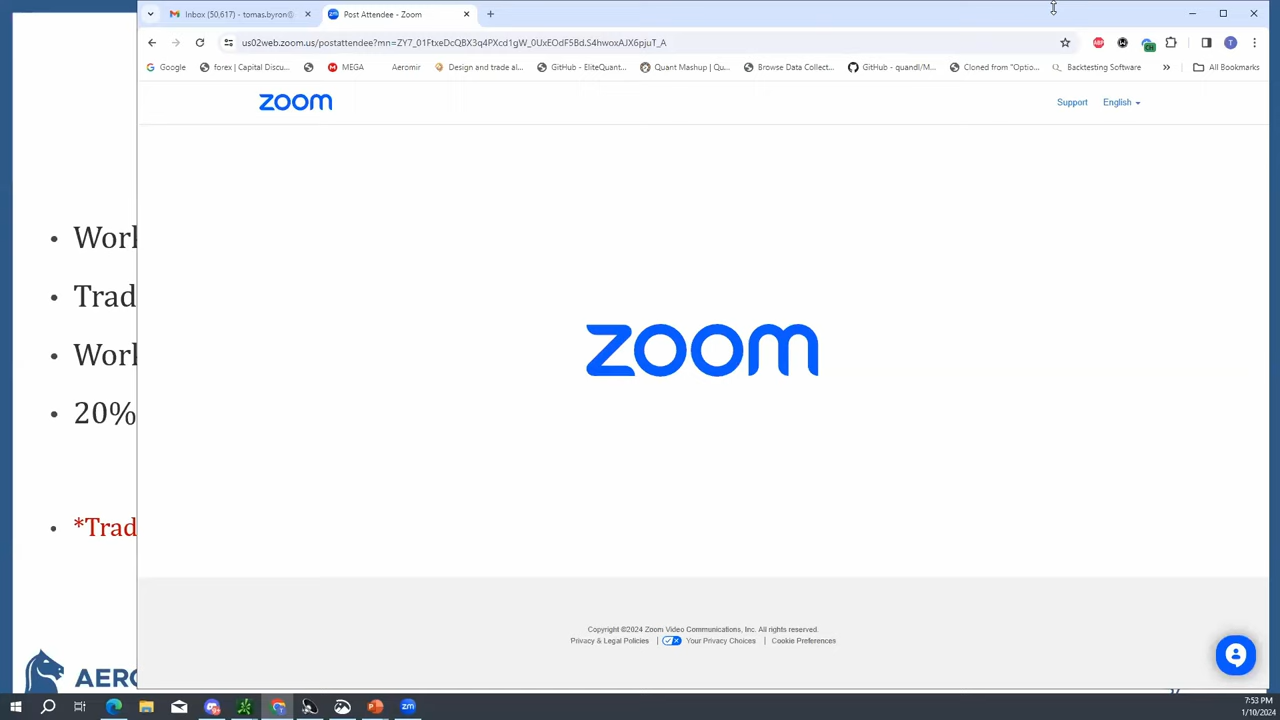 Inbox (50,617) - tomas.byron@
Post Attendee - Zoom
us02web.zoom.us/postattendee?mn=ZY7_01FtxeDcQBX3q4PXcd1gW_0UxEOdF5Bd.S4hwoxAJX6pjuT_A
Google
forex | Capital Discu...
MEGA
Aeromir
Design and trade al...
GitHub - EliteQuant...
Quant Mashup | Qu...
Browse Data Collect...
GitHub - quandl/M...
Cloned from "Optio...
Backtesting Software
All Bookmarks
zoom
Support
English
• Work
• Trad
• Work
• 20%
• *Trad
zoom
Copyright ©2024 Zoom Video Communications, Inc. All rights reserved.
Privacy & Legal Policies | Your Privacy Choices | Cookie Preferences
AERO
7:53 PM
1/10/2024